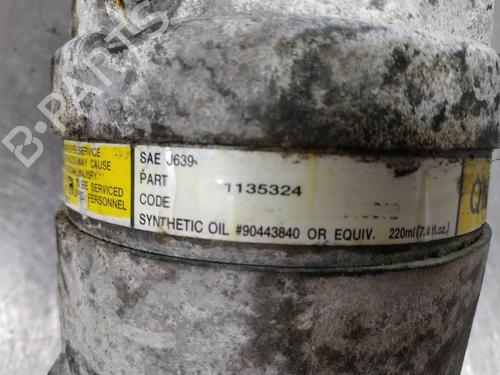 B-PARTS
SERVICE
MAY CAUSE
INJURY
BE SERVICED
PERSONNEL
SAE J639
PART 1135324
CODE
SYNTHETIC OIL #90443840 OR EQUIV. 220ml (7.4 fl.oz.)